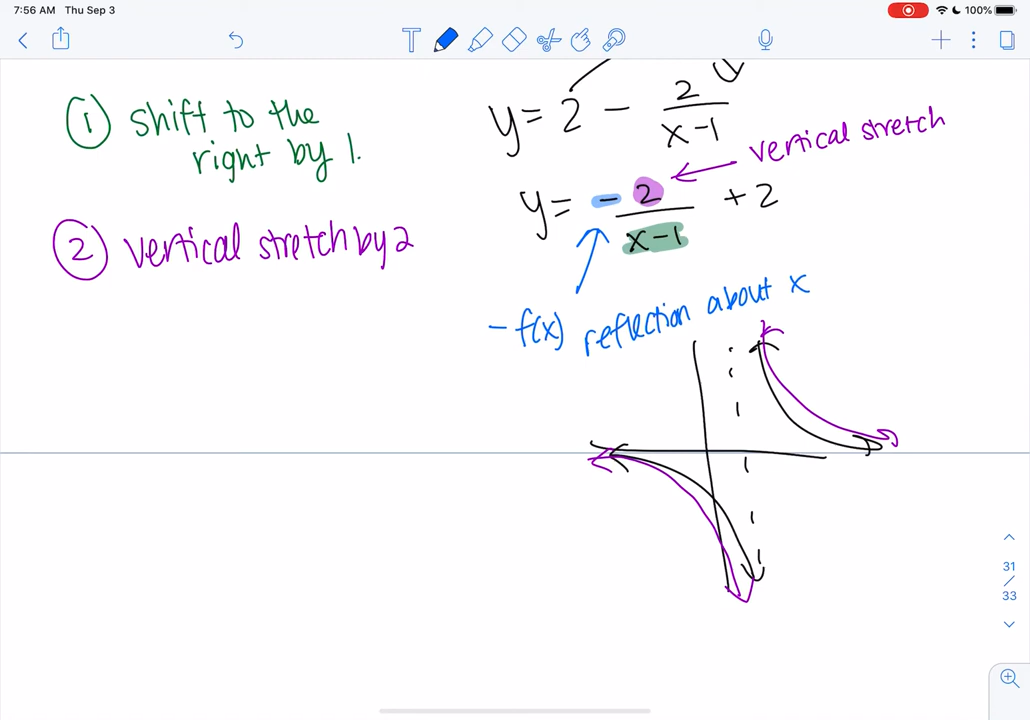 7:56 AM Thu Sep 3
100%
T
① Shift to the
right by 1.
② vertical stretch by 2
y = 2 - 2/(x-1)
vertical stretch
y = -2/(x-1) + 2
-f(x) reflection about x
31
/
33